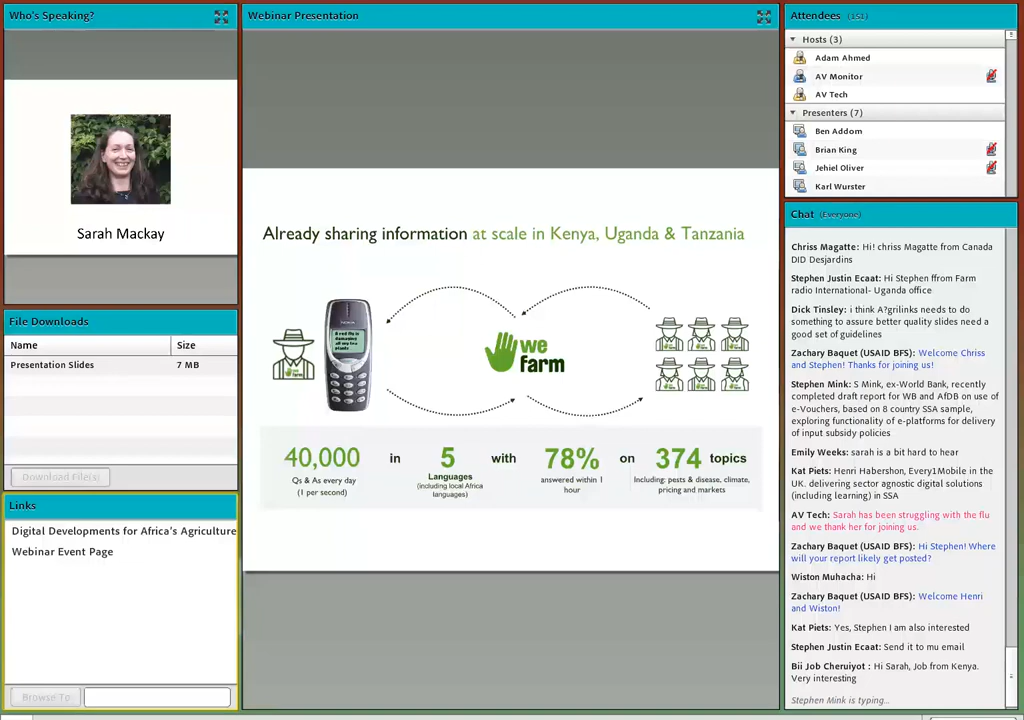 Who's Speaking?
Sarah Mackay
File Downloads
Name Size
Presentation Slides 7 MB
Download File(s)
Links
Digital Developments for Africa's Agriculture
Webinar Event Page
Browse To
Webinar Presentation
Already sharing information at scale in Kenya, Uganda & Tanzania
NOKIA
A red fly is
damaging
all my tea
plants
we
farm
40,000 in 5 with 78% on 374 topics
Qs & As every day
(1 per second)
Languages
(including local Africa
languages)
answered within 1
hour
Including: pests & disease, climate,
pricing and markets
Attendees (151)
Hosts (3)
Adam Ahmed
AV Monitor
AV Tech
Presenters (7)
Ben Addom
Brian King
Jehiel Oliver
Karl Wurster
Chat (Everyone)
Chriss Magatte: Hi! chriss Magatte from Canada
DID Desjardins
Stephen Justin Ecaat: Hi Stephen ffrom Farm
radio International- Uganda office
Dick Tinsley: i think A?grilinks needs to do
something to assure better quality slides need a
good set of guidelines
Zachary Baquet (USAID BFS): Welcome Chris
and Stephen! Thanks for joining us!
Stephen Mink: S Mink, ex-World Bank, recently
completed draft report for WB and AfDB on use of
e-Vouchers, based on 8 country SSA sample,
exploring functionality of e-platforms for delivery
of input subsidy policies
Emily Weeks: sarah is a bit hard to hear
Kat Piets: Henri Habershon, Every1Mobile in the
UK. delivering sector agnostic digital solutions
(including learning) in SSA
AV Tech: Sarah has been struggling with the flu
and we thank her for joining us.
Zachary Baquet (USAID BFS): Hi Stephen! Where
will your report likely get posted?
Wiston Muhacha: Hi
Zachary Baquet (USAID BFS): Welcome Henri
and Wiston!
Kat Piets: Yes, Stephen I am also interested
Stephen Justin Ecaat: Send it to mu email
Bii Job Cheruiyot : Hi Sarah, Job from Kenya.
Very interesting
Stephen Mink is typing...